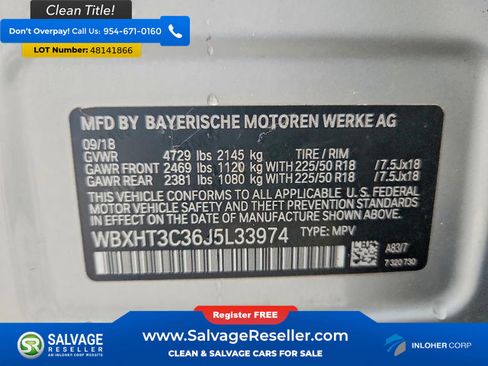 Clean Title!
Don't Overpay! Call Us: 954-671-0160
LOT Number: 48141866
MFD BY BAYERISCHE MOTOREN WERKE AG
09/18
GVWR 4729 lbs 2145 kg TIRE / RIM
GAWR FRONT 2469 lbs 1120 kg WITH 225/50 R18 /7.5Jx18
GAWR REAR 2381 lbs 1080 kg WITH 225/50 R18 /7.5Jx18
THIS VEHICLE CONFORMS TO ALL APPLICABLE U. S. FEDERAL
MOTOR VEHICLE SAFETY, BUMPER, AND THEFT PREVENTION
STANDARDS IN EFFECT ON THE DATE OF MANUFACTURE SHOWN ABOVE.
WBXHT3C36J5L33974 TYPE: MPV
A83/7
7 320 730
Register FREE
SALVAGE
RESELLER
AN INLOHER CORP WEBSITE
www.SalvageReseller.com
CLEAN & SALVAGE CARS FOR SALE
INLOHER CORP